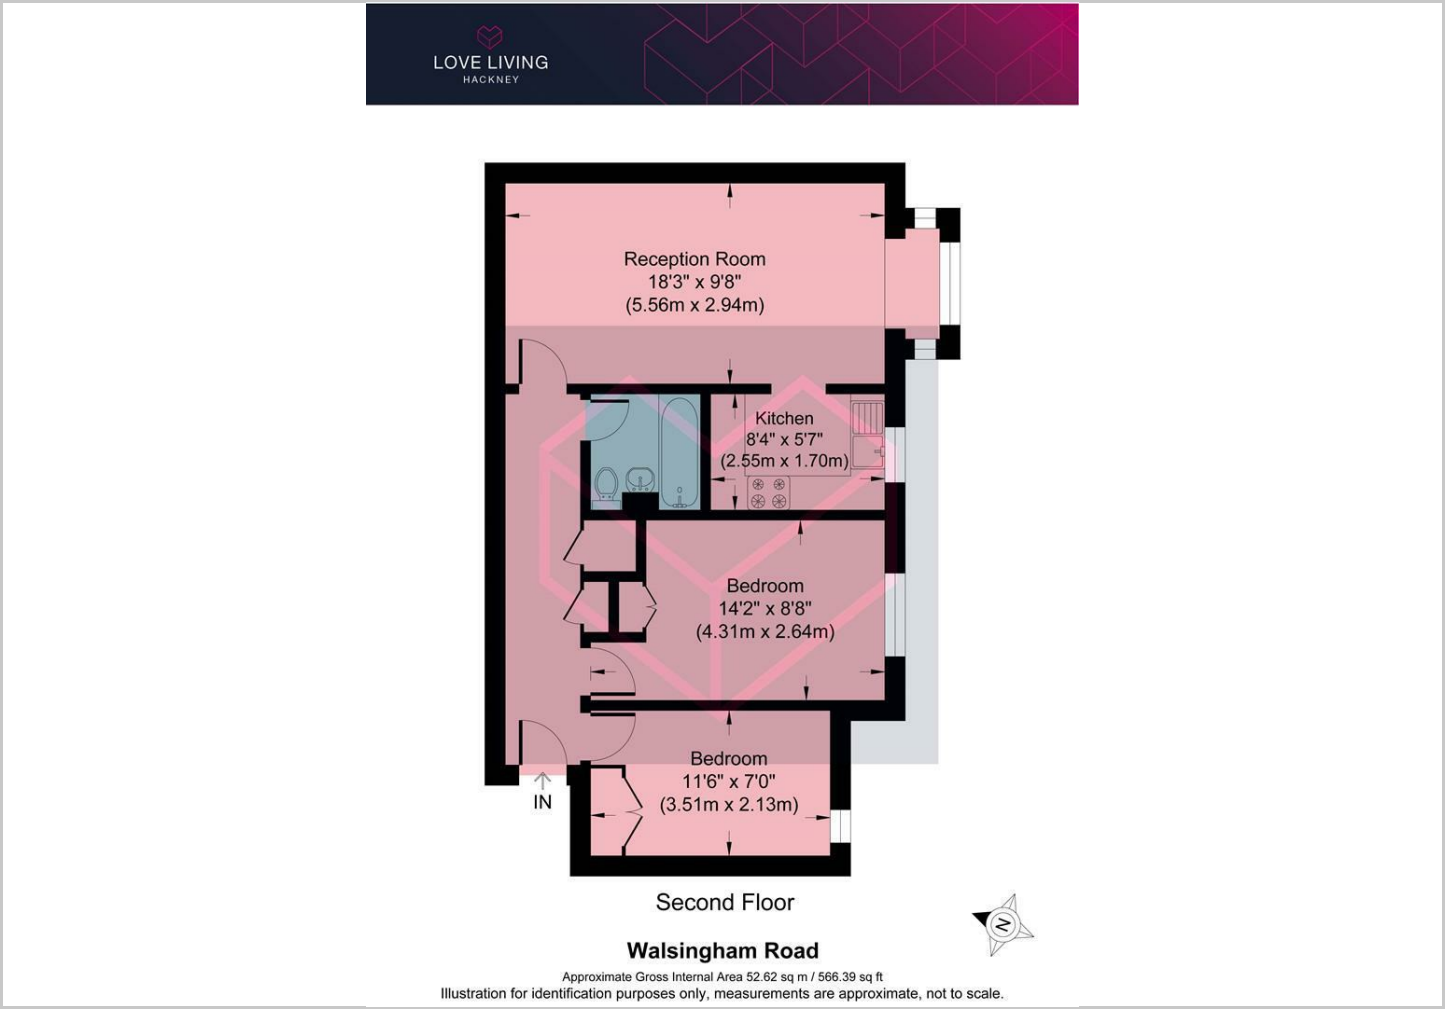 LOVE LIVING
HACKNEY
Reception Room
18'3" x 9'8"
(5.56m x 2.94m)
Kitchen
8'4" x 5'7"
(2.55m x 1.70m)
Bedroom
14'2" x 8'8"
(4.31m x 2.64m)
Bedroom
11'6" x 7'0"
(3.51m x 2.13m)
IN
Second Floor
N
Walsingham Road
Approximate Gross Internal Area 52.62 sq m / 566.39 sq ft
Illustration for identification purposes only, measurements are approximate, not to scale.